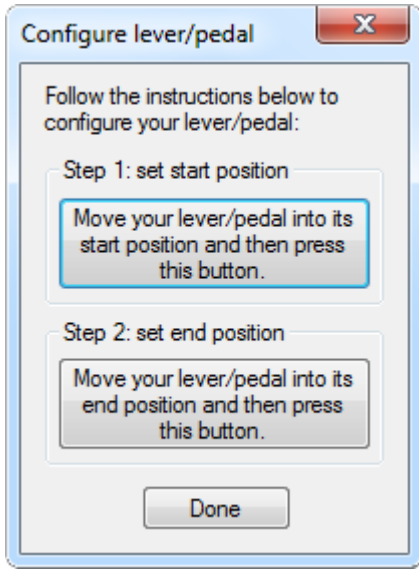 Configure lever/pedal
Follow the instructions below to
configure your lever/pedal:
Step 1: set start position
Move your lever/pedal into its
start position and then press
this button.
Step 2: set end position
Move your lever/pedal into its
end position and then press
this button.
Done